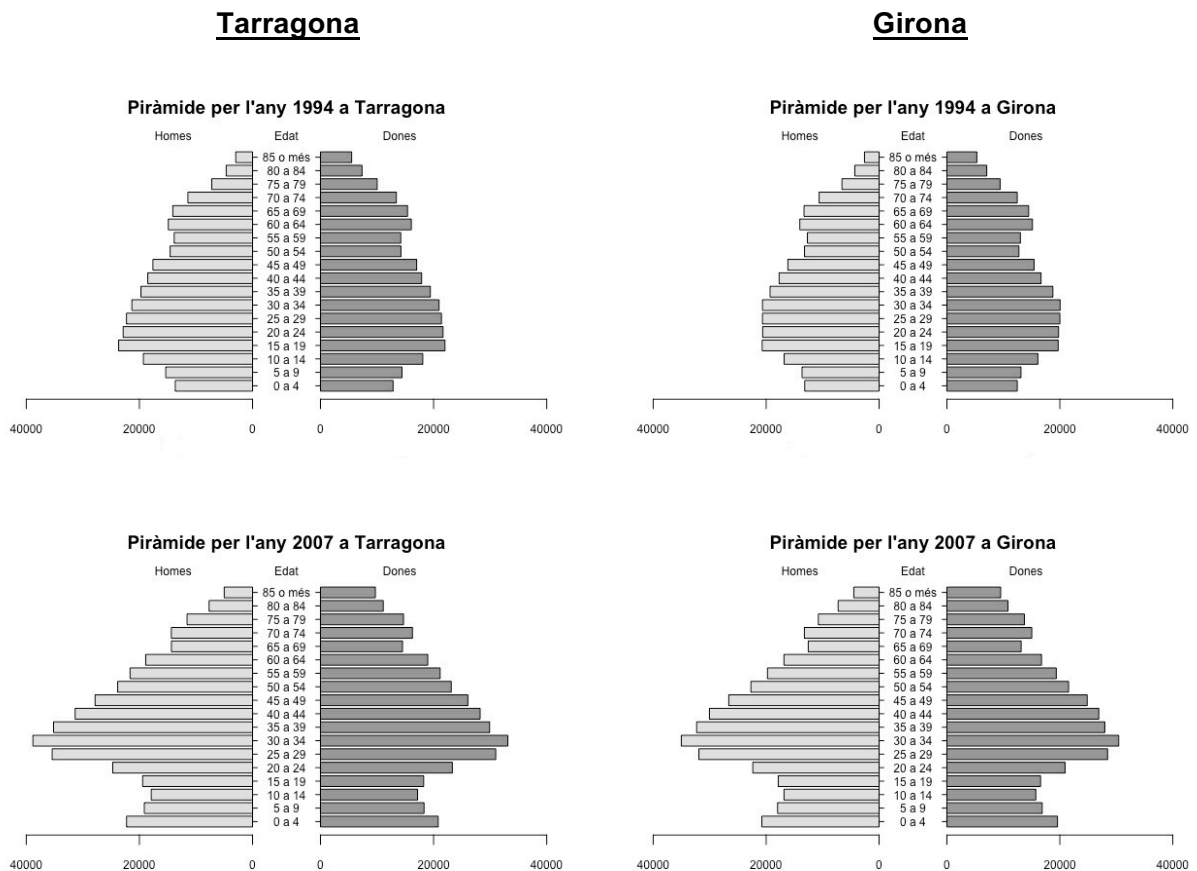 Tarragona
Girona
Piràmide per l'any 1994 a Tarragona
Homes Edat Dones
85 o més
80 a 84
75 a 79
70 a 74
65 a 69
60 a 64
55 a 59
50 a 54
45 a 49
40 a 44
35 a 39
30 a 34
25 a 29
20 a 24
15 a 19
10 a 14
5 a 9
0 a 4
40000 20000 0 0 20000 40000
Piràmide per l'any 1994 a Girona
Homes Edat Dones
85 o més
80 a 84
75 a 79
70 a 74
65 a 69
60 a 64
55 a 59
50 a 54
45 a 49
40 a 44
35 a 39
30 a 34
25 a 29
20 a 24
15 a 19
10 a 14
5 a 9
0 a 4
40000 20000 0 0 20000 40000
Piràmide per l'any 2007 a Tarragona
Homes Edat Dones
85 o més
80 a 84
75 a 79
70 a 74
65 a 69
60 a 64
55 a 59
50 a 54
45 a 49
40 a 44
35 a 39
30 a 34
25 a 29
20 a 24
15 a 19
10 a 14
5 a 9
0 a 4
40000 20000 0 0 20000 40000
Piràmide per l'any 2007 a Girona
Homes Edat Dones
85 o més
80 a 84
75 a 79
70 a 74
65 a 69
60 a 64
55 a 59
50 a 54
45 a 49
40 a 44
35 a 39
30 a 34
25 a 29
20 a 24
15 a 19
10 a 14
5 a 9
0 a 4
40000 20000 0 0 20000 40000